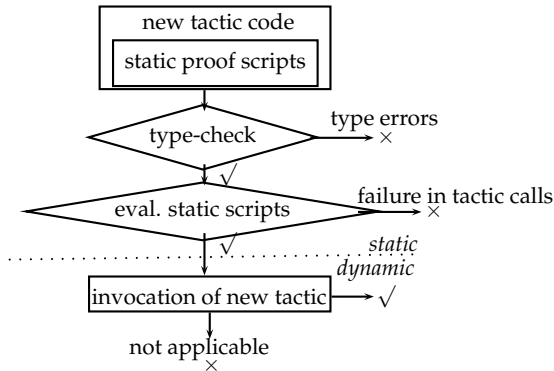 new tactic code
static proof scripts
type-check
type errors
×
√
eval. static scripts
failure in tactic calls
×
√
static
dynamic
invocation of new tactic
√
not applicable
×